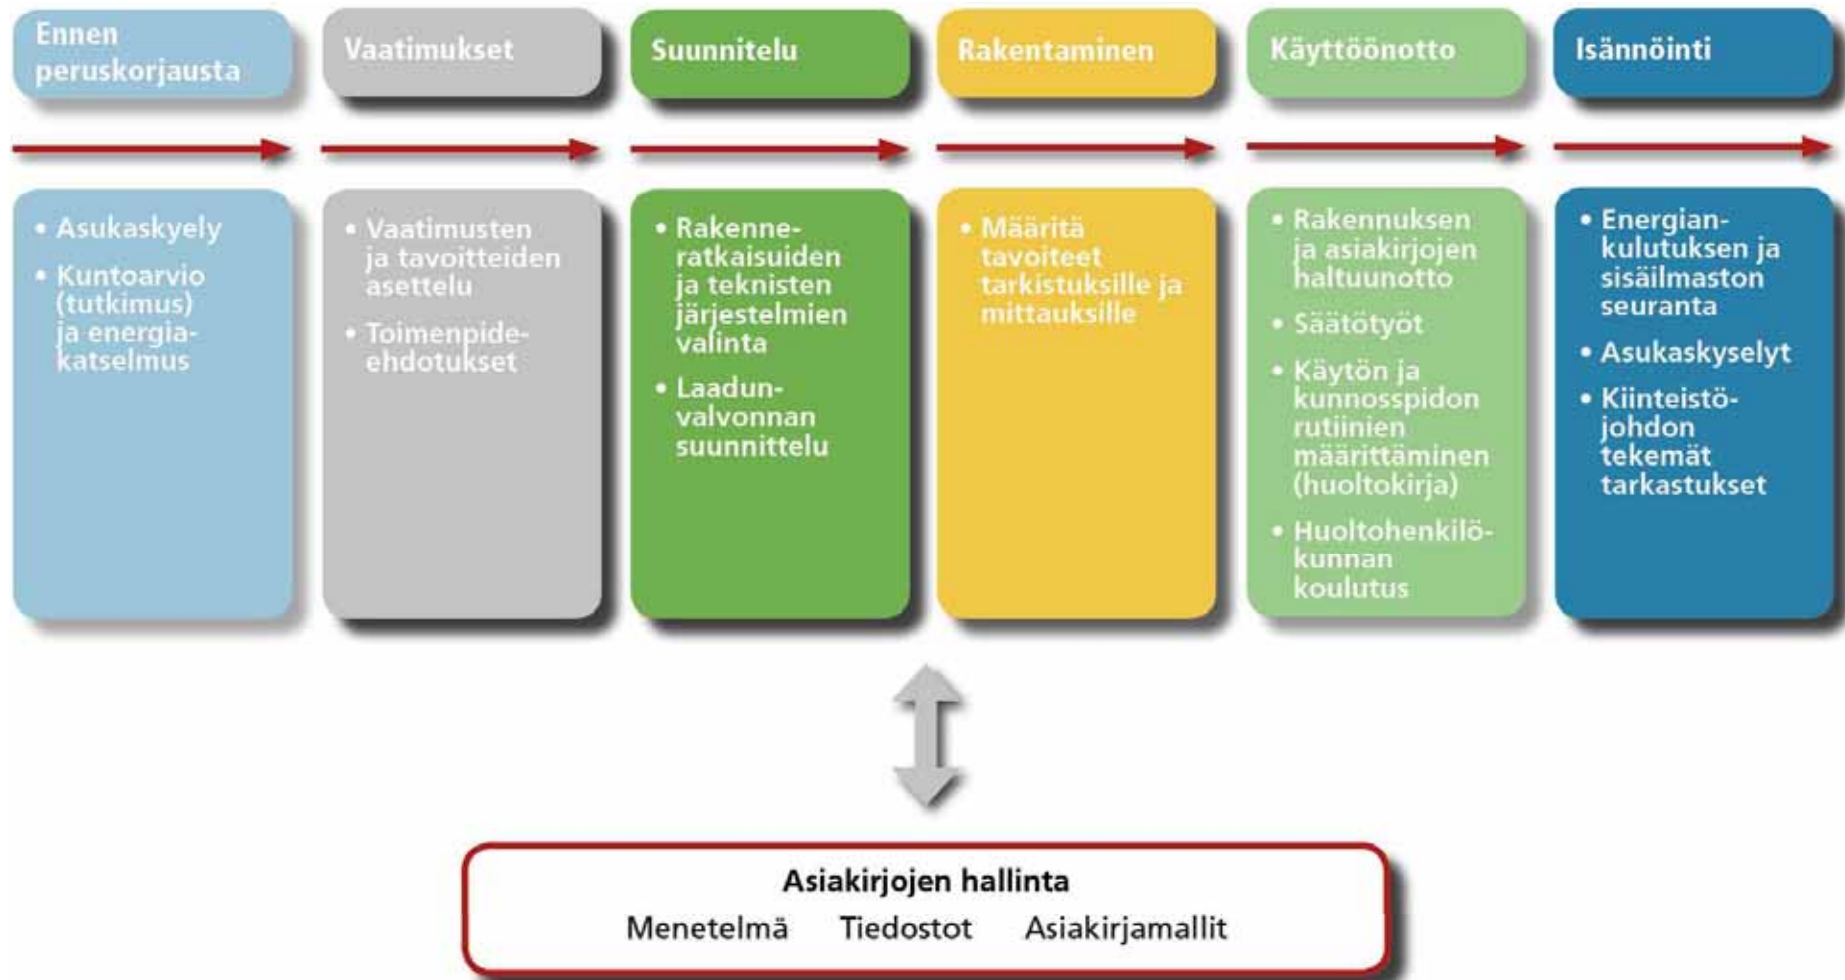 Ennen
peruskorjausta
Vaatimukset
Suunnitelu
Rakentaminen
Käyttöönotto
Isännöinti
• Asukaskyely
• Kuntoarvio
(tutkimus)
ja energia-
katselmus
• Vaatimusten
ja tavoitteiden
asettelu
• Toimenpide-
ehdotukset
• Rakenne-
ratkaisuiden
ja teknisten
järjestelmien
valinta
• Laadun-
valvonnan
suunnittelu
• Määritä
tavoiteet
tarkistuksille ja
mittauksille
• Rakennuksen
ja asiakirjojen
haltuunotto
• Säätötyöt
• Käytön ja
kunnosspidon
rutiinien
määrittäminen
(huoltokirja)
• Huoltohenkilö-
kunnan
koulutus
• Energian-
kulutuksen ja
sisäilmaston
seuranta
• Asukaskyselyt
• Kiinteistö-
johdon
tekemät
tarkastukset
Asiakirjojen hallinta
Menetelmä Tiedostot Asiakirjamallit